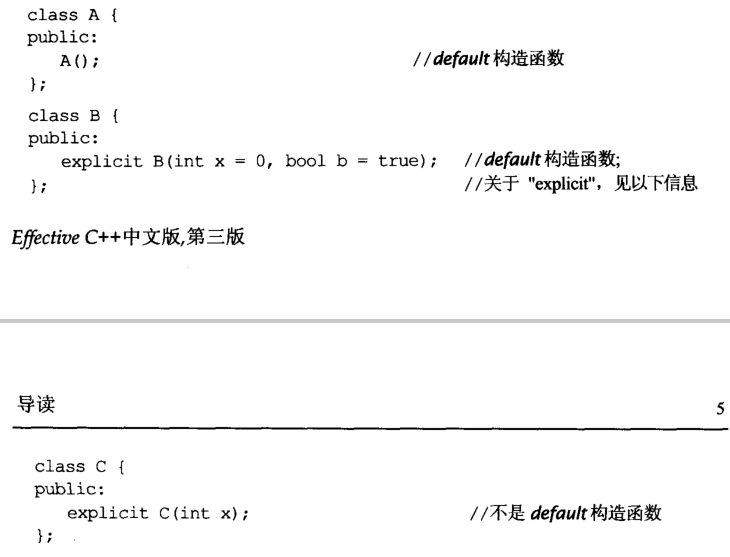 class A {
public:
A(); //default 构造函数
};
class B {
public:
explicit B(int x = 0, bool b = true); //default 构造函数;
}; //关于 "explicit", 见以下信息
Effective C++中文版,第三版
导读 5
class C {
public:
explicit C(int x); //不是 default 构造函数
};